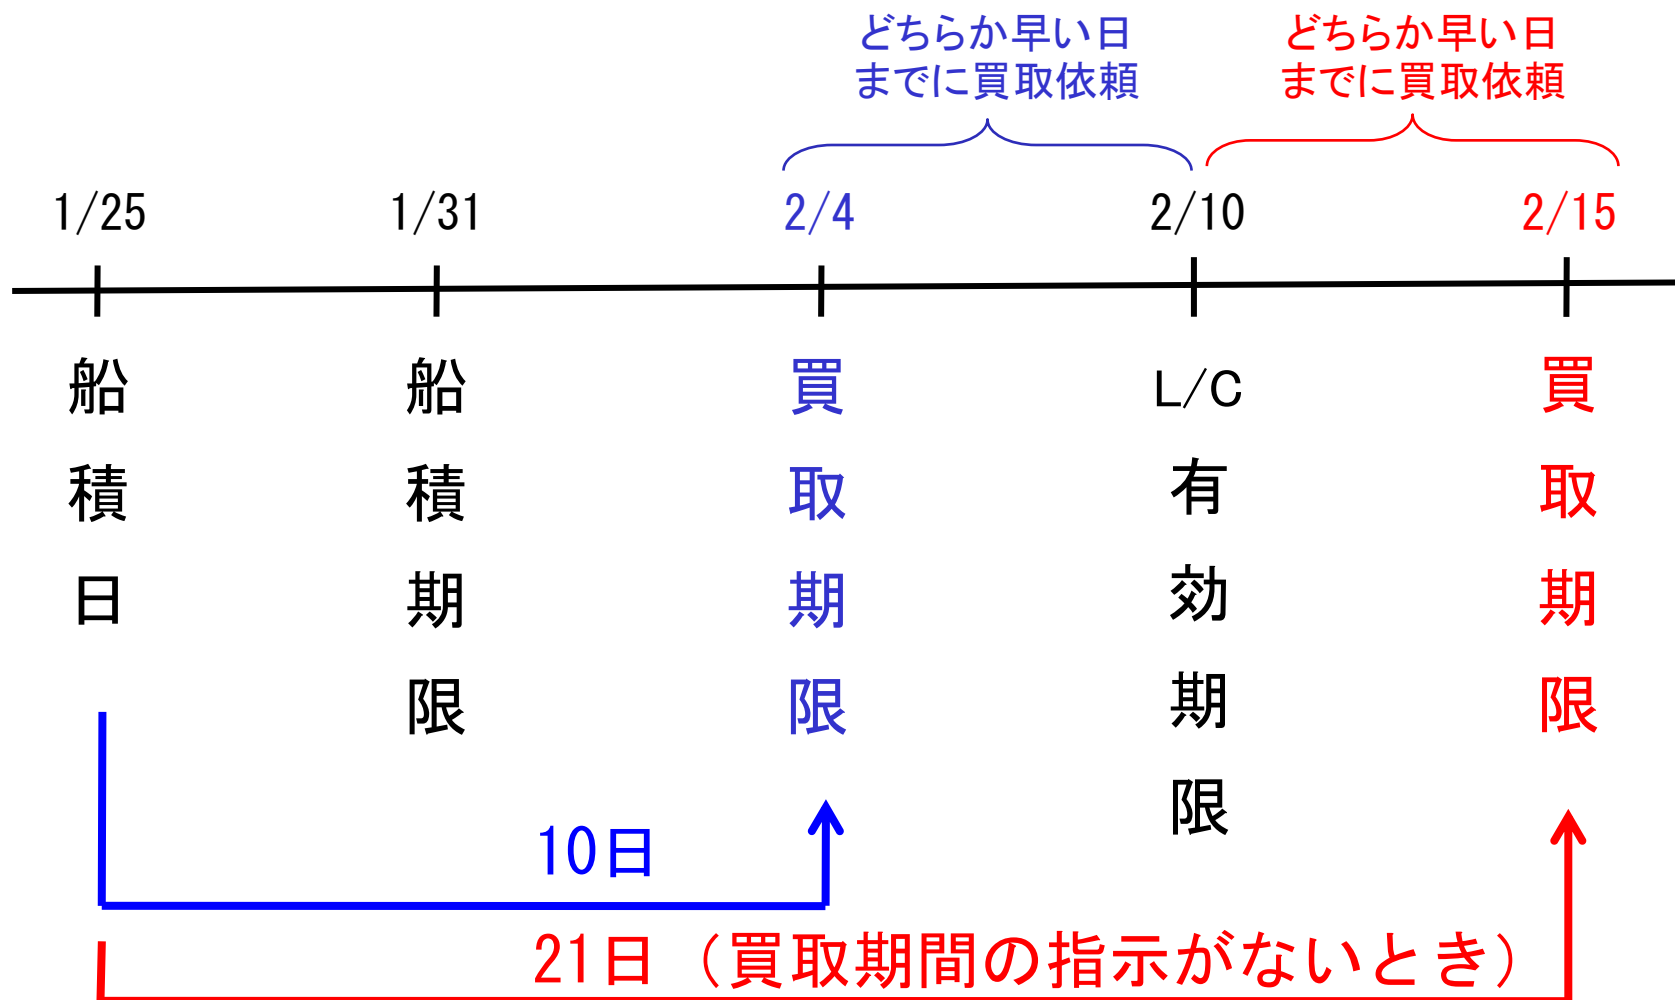 どちらか早い日
までに買取依頼
どちらか早い日
までに買取依頼
1/25
1/31
2/4
2/10
2/15
船積日
船積期限
買取期限
L/C有効期限
買取期限
10日
21日（買取期間の指示がないとき）